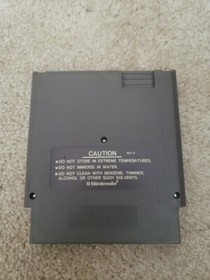 CAUTION
●DO NOT STORE IN EXTREME TEMPERATURES.
●DO NOT IMMERSE IN WATER.
●DO NOT CLEAN WITH BENZENE, THINNER,
ALCOHOL OR OTHER SUCH SOLVENTS.
®Nintendo®